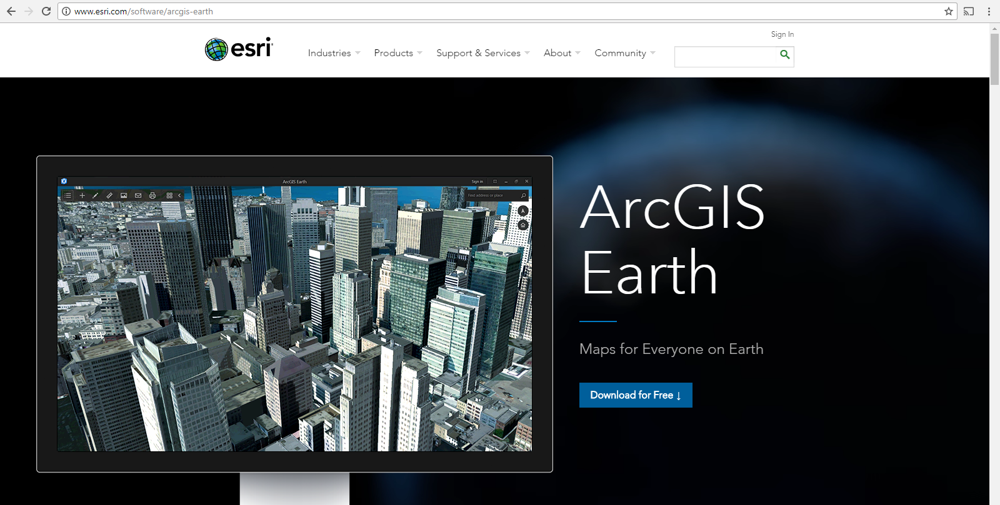 www.esri.com/software/arcgis-earth
Sign In
esri
Industries Products Support & Services About Community
ArcGIS Earth
Sign in
Find address or place
ArcGIS
Earth
Maps for Everyone on Earth
Download for Free ↓